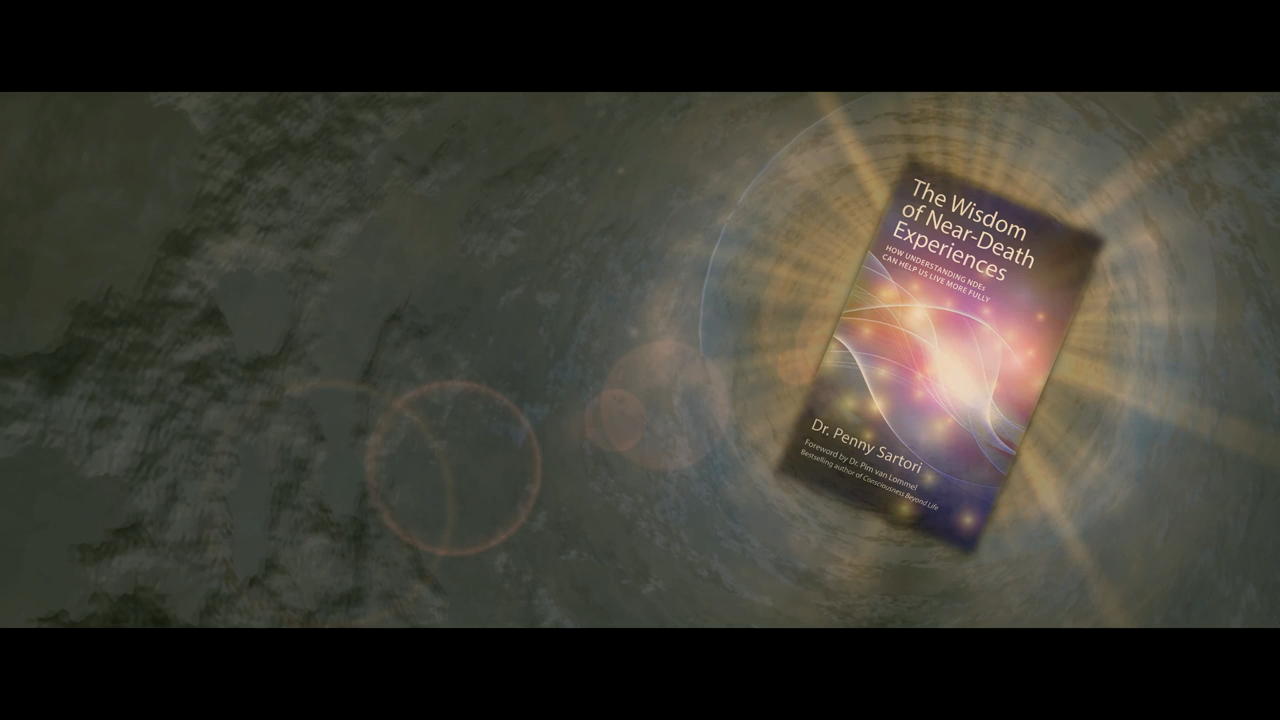 The Wisdom
of Near-Death
Experiences
HOW UNDERSTANDING NDEs
CAN HELP US LIVE MORE FULLY
Dr. Penny Sartori
Foreword by Dr. Pim van Lommel
Bestselling author of Consciousness Beyond Life